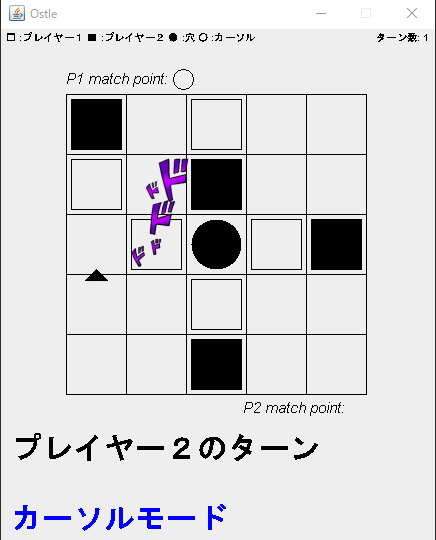 Ostle
□:プレイヤー1 ■:プレイヤー2 ●:穴 ○:カーソル
ターン数: 1
P1 match point:
ドド
ドドド
P2 match point:
プレイヤー2のターン
カーソルモード